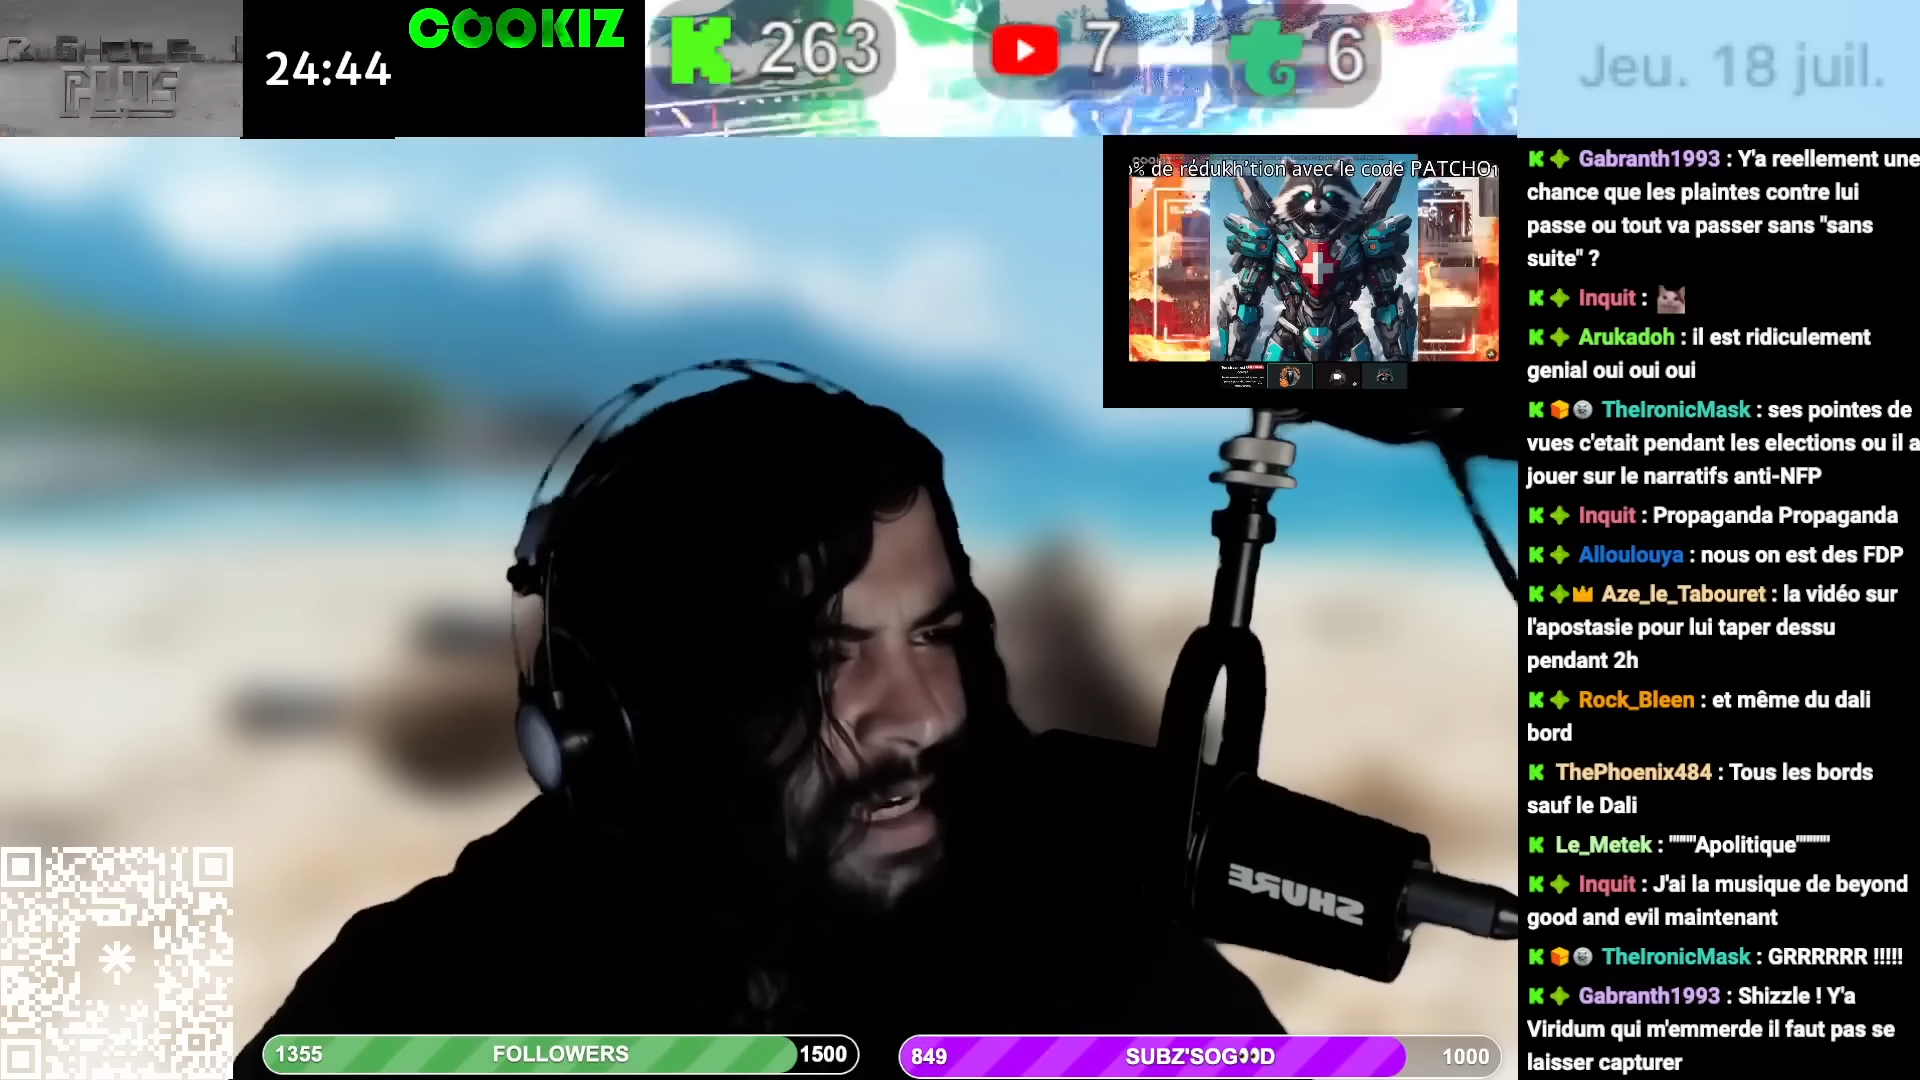 PLUS
24:44
COOKIZ
263
7
6
Jeu. 18 juil.
% de rédukh'tion avec le code PATCHO
Gabranth1993 : Y'a reellement une
chance que les plaintes contre lui
passe ou tout va passer sans "sans
suite" ?
Inquit :
Arukadoh : il est ridiculement
genial oui oui oui
TheIronicMask : ses pointes de
vues c'etait pendant les elections ou il a
jouer sur le narratifs anti-NFP
Inquit : Propaganda Propaganda
Alloulouya : nous on est des FDP
Aze_le_Tabouret : la vidéo sur
l'apostasie pour lui taper dessu
pendant 2h
Rock_Bleen : et même du dali
bord
ThePhoenix484 : Tous les bords
sauf le Dali
Le_Metek : """"Apolitique"""""
Inquit : J'ai la musique de beyond
good and evil maintenant
TheIronicMask : GRRRRRR !!!!!
Gabranth1993 : Shizzle ! Y'a
Viridum qui m'emmerde il faut pas se
laisser capturer
SHURE
1355 FOLLOWERS 1500
849 SUBZ'SOG👀D 1000